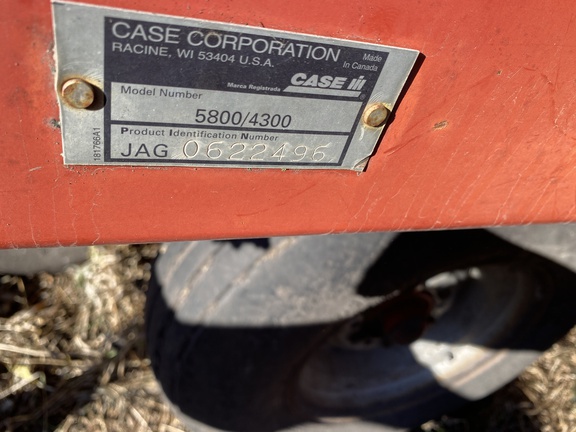 CASE CORPORATION
RACINE, WI 53404 U.S.A.
Made
In Canada
Marca Registrada CASE IH
®
Model Number
5800/4300
Product Identification Number
JAG 0622496
181766A1